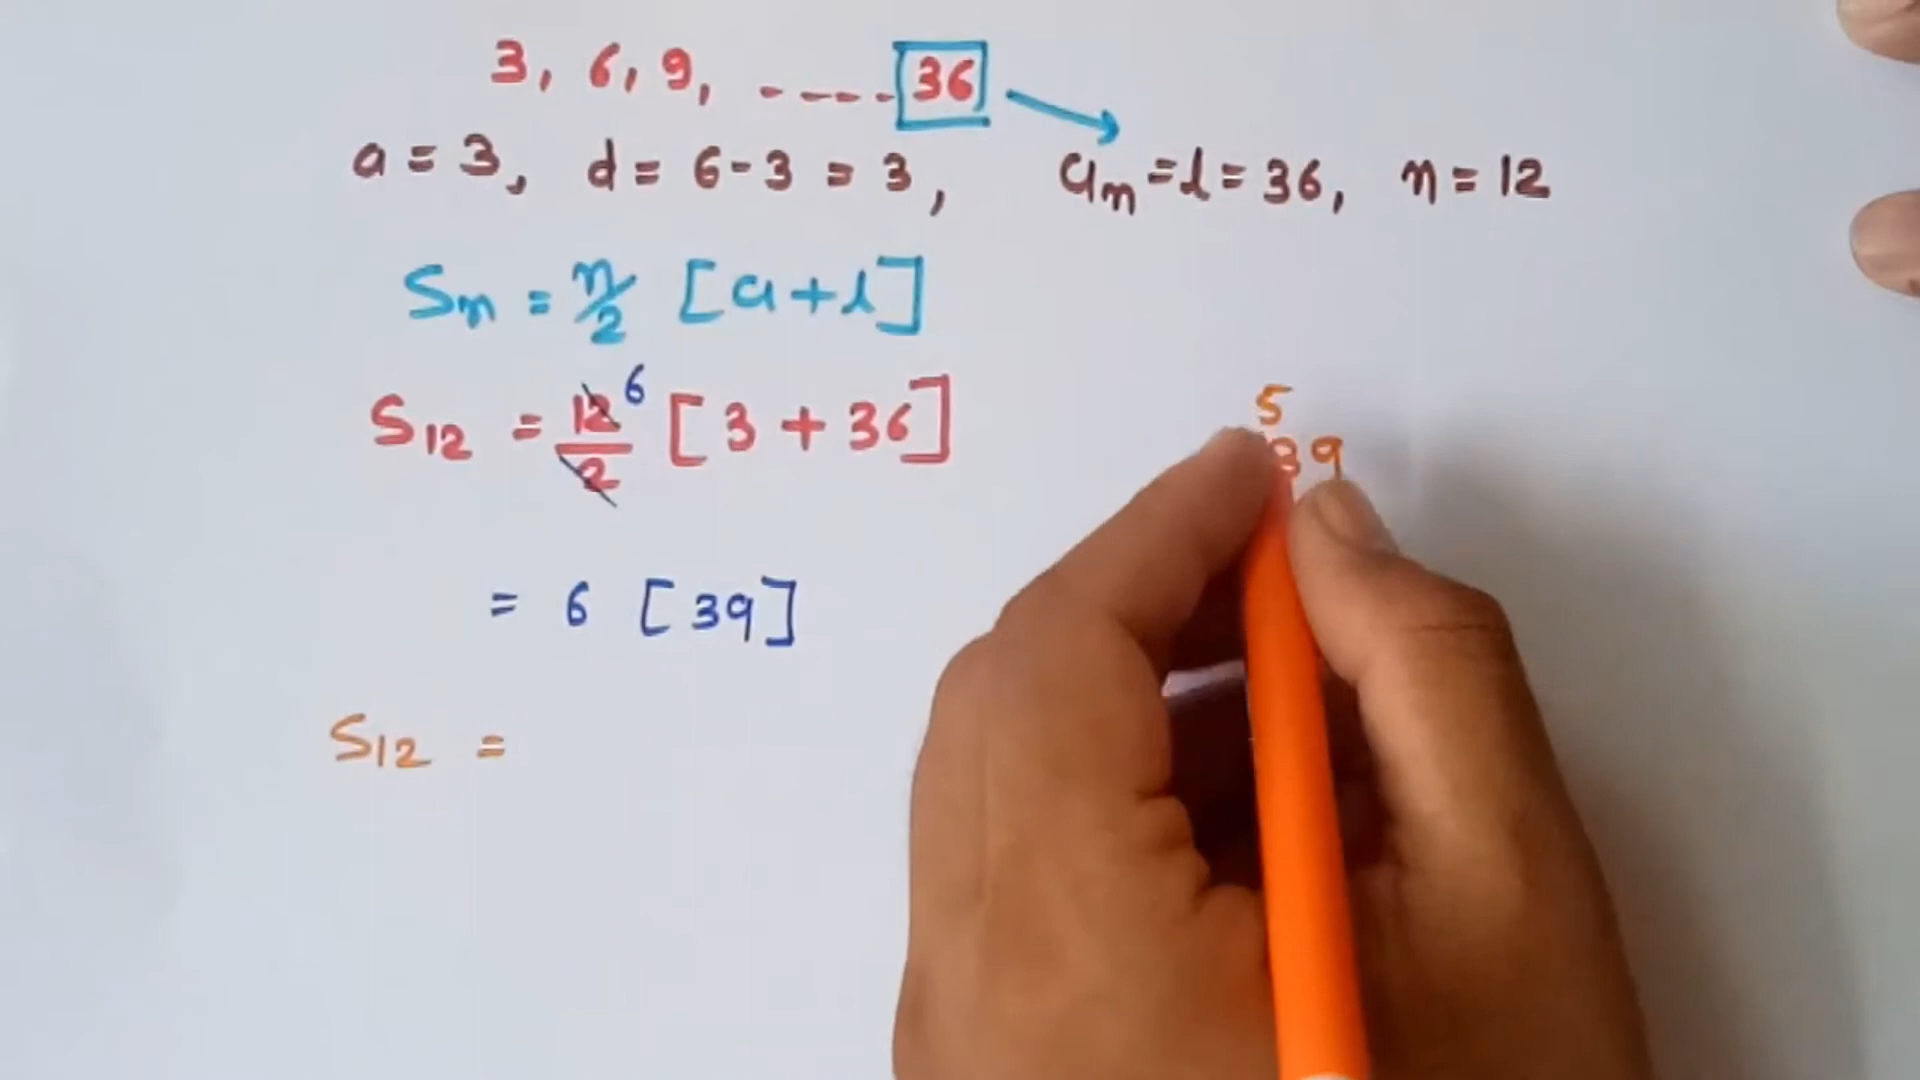 3, 6, 9, ----- 36
a = 3, d = 6-3 = 3, an = l = 36, n = 12
Sn = n/2 [a+l]
S12 = 12/2 6 [3 + 36]
5
39
= 6 [39]
S12 =